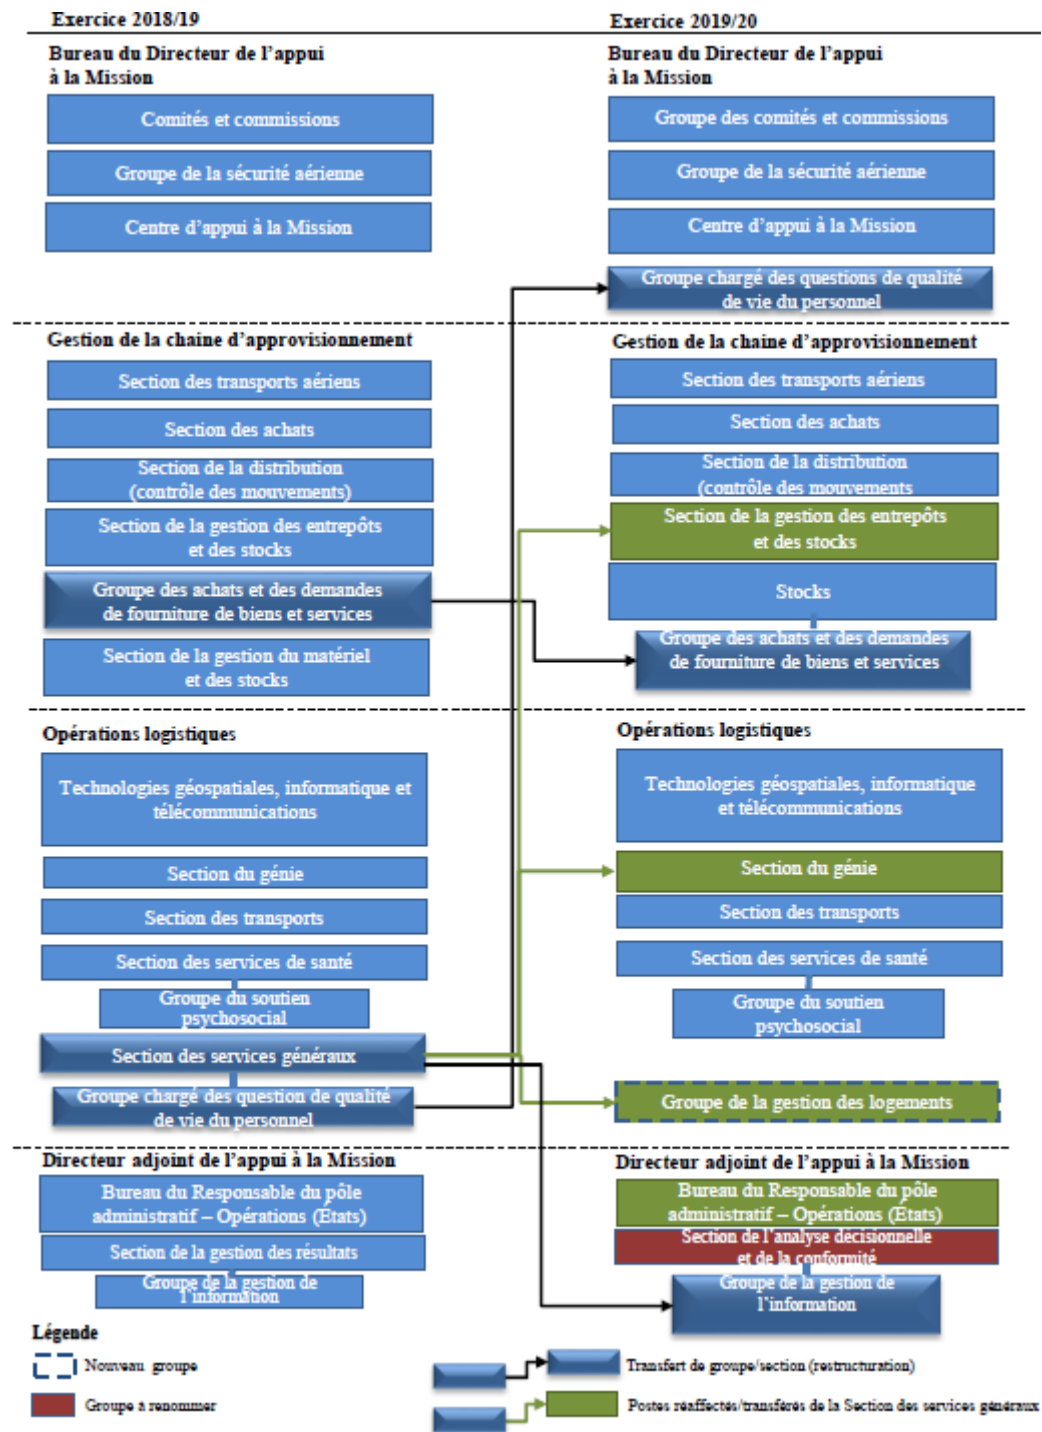 Exercice 2018/19
Bureau du Directeur de l'appui
à la Mission
Comités et commissions
Groupe de la sécurité aérienne
Centre d'appui à la Mission
Gestion de la chaine d'approvisionnement
Section des transports aériens
Section des achats
Section de la distribution
(contrôle des mouvements)
Section de la gestion des entrepôts
et des stocks
Groupe des achats et des demandes
de fourniture de biens et services
Section de la gestion du matériel
et des stocks
Opérations logistiques
Technologies géospatiales, informatique et
télécommunications
Section du génie
Section des transports
Section des services de santé
Groupe du soutien
psychosocial
Section des services généraux
Groupe chargé des question de qualité
de vie du personnel
Directeur adjoint de l'appui à la Mission
Bureau du Responsable du pôle
administratif – Opérations (États)
Section de la gestion des résultats
Groupe de la gestion de
l'information
Exercice 2019/20
Bureau du Directeur de l'appui
à la Mission
Groupe des comités et commissions
Groupe de la sécurité aérienne
Centre d'appui à la Mission
Groupe chargé des questions de qualité
de vie du personnel
Gestion de la chaine d'approvisionnement
Section des transports aériens
Section des achats
Section de la distribution
(contrôle des mouvements
Section de la gestion des entrepôts
et des stocks
Stocks
Groupe des achats et des demandes
de fourniture de biens et services
Opérations logistiques
Technologies géospatiales, informatique
et télécommunications
Section du génie
Section des transports
Section des services de santé
Groupe du soutien
psychosocial
Groupe de la gestion des logements
Directeur adjoint de l'appui à la Mission
Bureau du Responsable du pôle
administratif – Opérations (États)
Section de l'analyse décisionnelle
et de la conformité
Groupe de la gestion de
l'information
Légende
Nouveau groupe
Groupe à renommer
Transfert de groupe/section (restructuration)
Postes réaffectés/transférés de la Section des services généraux